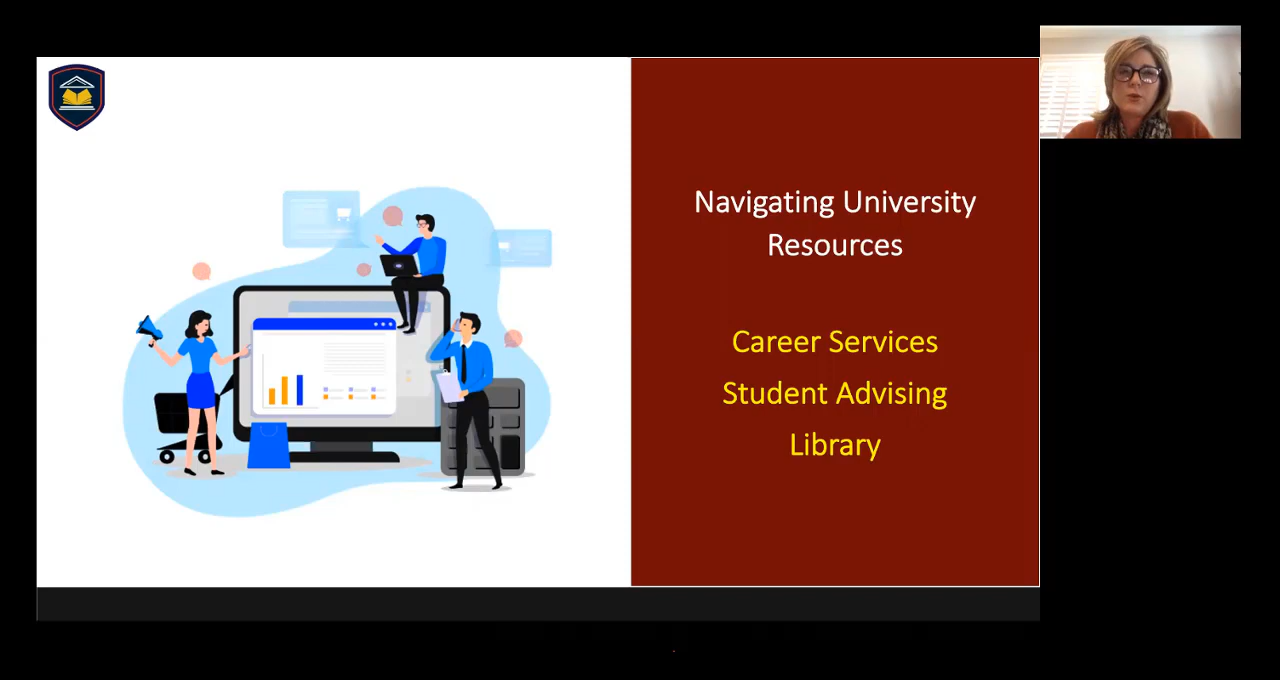 Navigating University
Resources
Career Services
Student Advising
Library